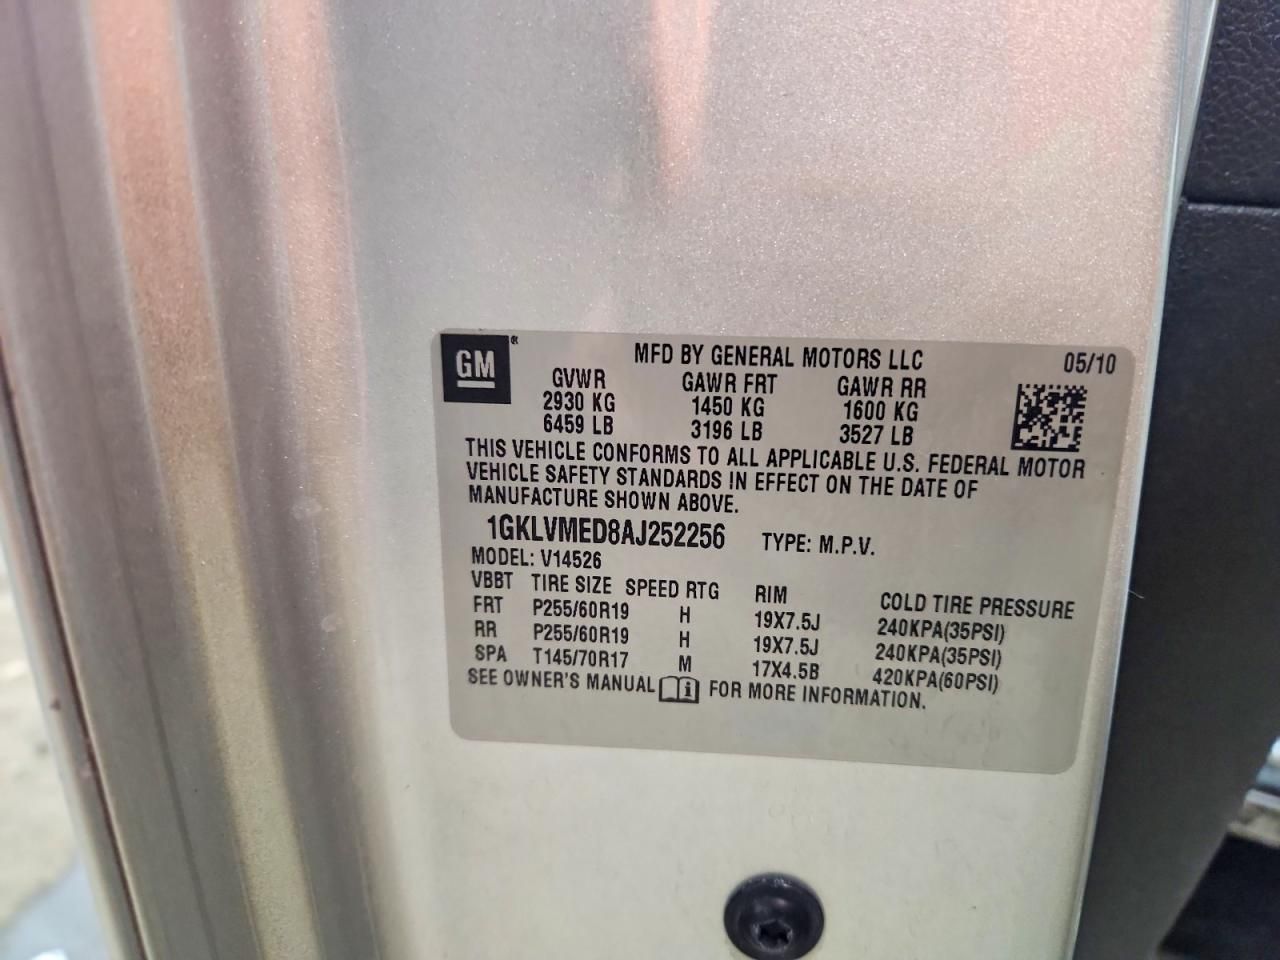 GM®
MFD BY GENERAL MOTORS LLC 05/10
GVWR GAWR FRT GAWR RR
2930 KG 1450 KG 1600 KG
6459 LB 3196 LB 3527 LB
THIS VEHICLE CONFORMS TO ALL APPLICABLE U.S. FEDERAL MOTOR
VEHICLE SAFETY STANDARDS IN EFFECT ON THE DATE OF
MANUFACTURE SHOWN ABOVE.
1GKLVMED8AJ252256 TYPE: M.P.V.
MODEL: V14526
VBBT TIRE SIZE SPEED RTG RIM COLD TIRE PRESSURE
FRT P255/60R19 H 19X7.5J 240KPA(35PSI)
RR P255/60R19 H 19X7.5J 240KPA(35PSI)
SPA T145/70R17 M 17X4.5B 420KPA(60PSI)
SEE OWNER'S MANUAL i FOR MORE INFORMATION.